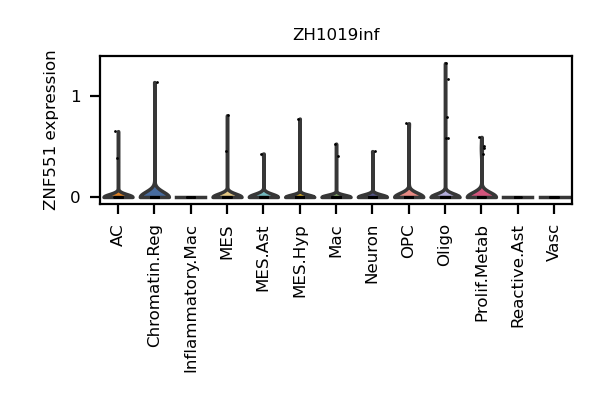 ZH1019inf
ZNF551 expression
1
0
AC
Chromatin.Reg
Inflammatory.Mac
MES
MES.Ast
MES.Hyp
Mac
Neuron
OPC
Oligo
Prolif.Metab
Reactive.Ast
Vasc